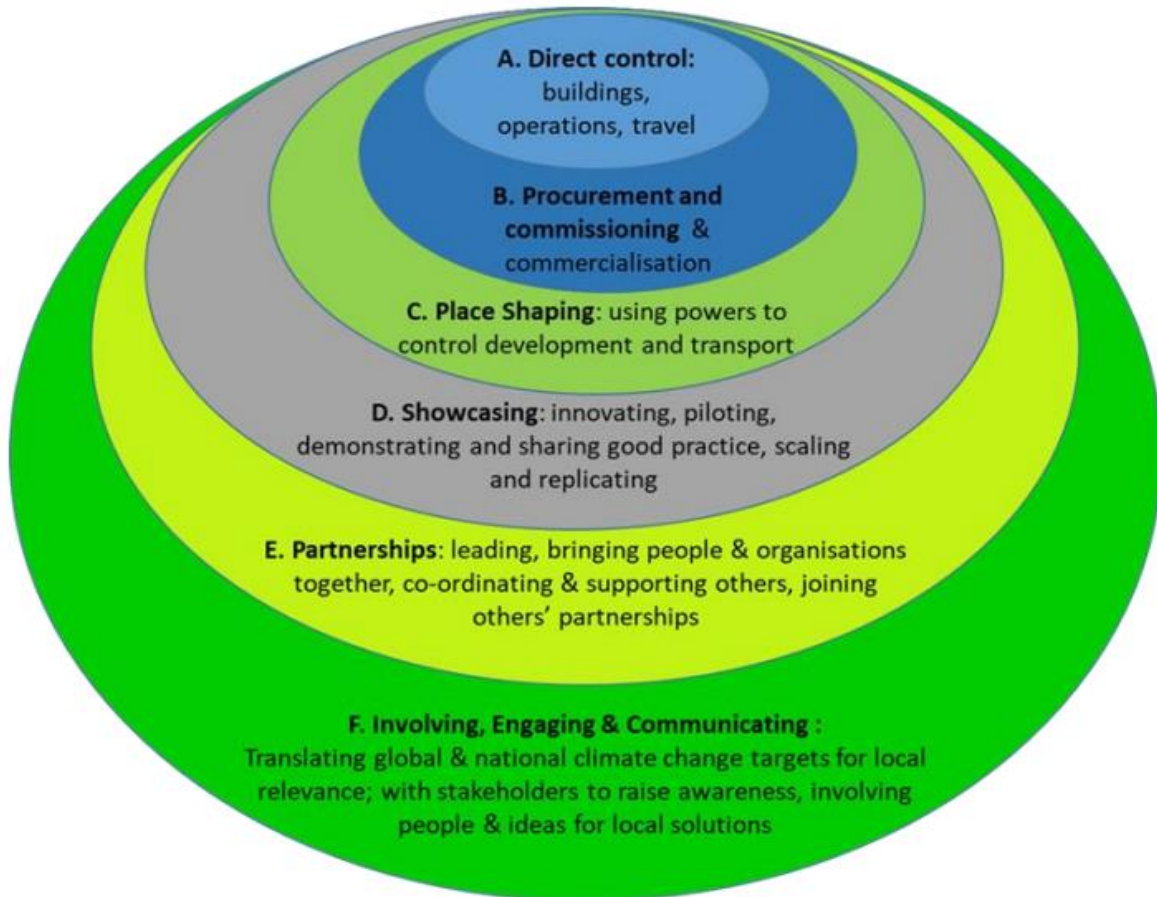 A. Direct control:
buildings,
operations, travel
B. Procurement and
commissioning &
commercialisation
C. Place Shaping: using powers to
control development and transport
D. Showcasing: innovating, piloting,
demonstrating and sharing good practice, scaling
and replicating
E. Partnerships: leading, bringing people & organisations
together, co-ordinating & supporting others, joining
others’ partnerships
F. Involving, Engaging & Communicating :
Translating global & national climate change targets for local
relevance; with stakeholders to raise awareness, involving
people & ideas for local solutions